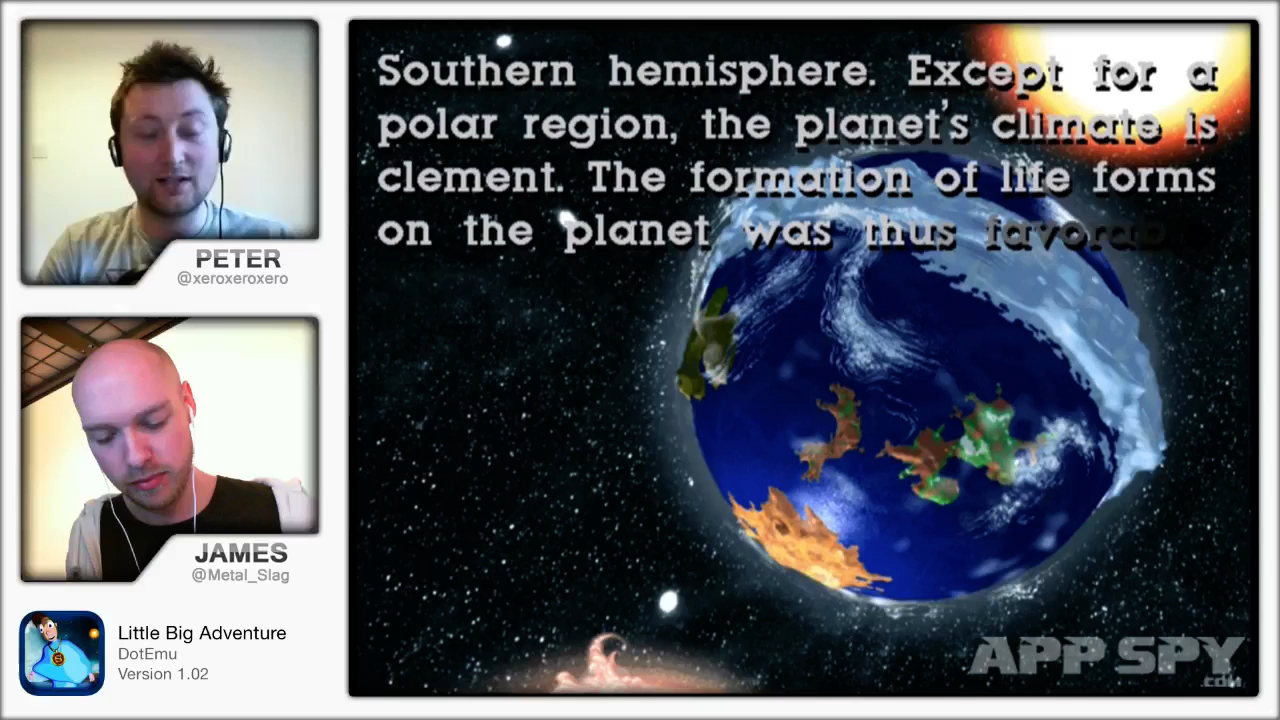 Southern hemisphere. Except for a
polar region, the planet's climate is
clement. The formation of life forms
on the planet was thus
PETER
@xeroxeroxero
JAMES
@Metal_Slag
Little Big Adventure
DotEmu
Version 1.02
APP SPY
.COM